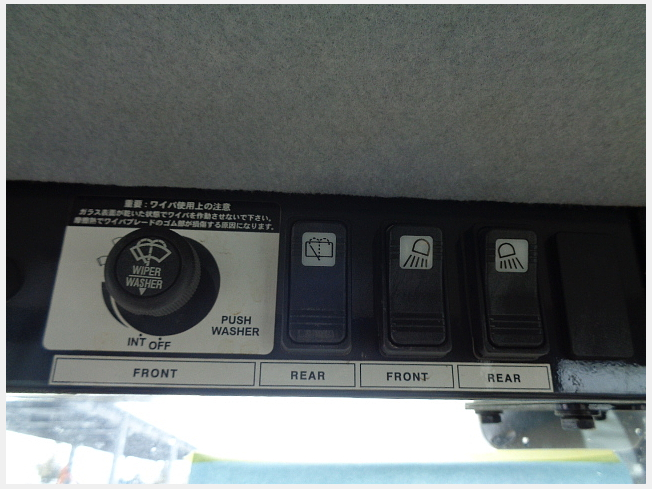 重要：ワイパ使用上の注意
ガラス表面が乾いた状態でワイパを作動させないで下さい。
摩擦熱でワイパブレードのゴム部が損傷する原因になります。
WIPER
WASHER
PUSH
WASHER
INT OFF
FRONT
REAR
FRONT
REAR